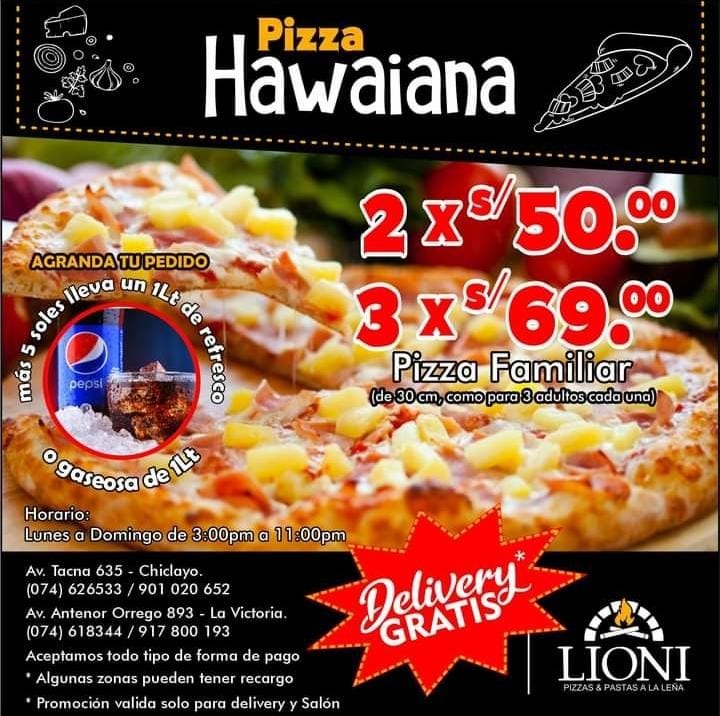 Pizza
Hawaiana
2 x s/50.00
3 x s/69.00
Pizza Familiar
(de 30 cm, como para 3 adultos cada una)
AGRANDA TU PEDIDO
más 5 soles lleva un 1Lt de refresco
o gaseosa de 1Lt
pepsi
Horario:
Lunes a Domingo de 3:00pm a 11:00pm
Av. Tacna 635 - Chiclayo.
(074) 626533 / 901 020 652
Av. Antenor Orrego 893 - La Victoria.
(074) 618344 / 917 800 193
Aceptamos todo tipo de forma de pago
* Algunas zonas pueden tener recargo
* Promoción valida solo para delivery y Salón
Delivery*
GRATIS
LIONI
PIZZAS & PASTAS A LA LEÑA